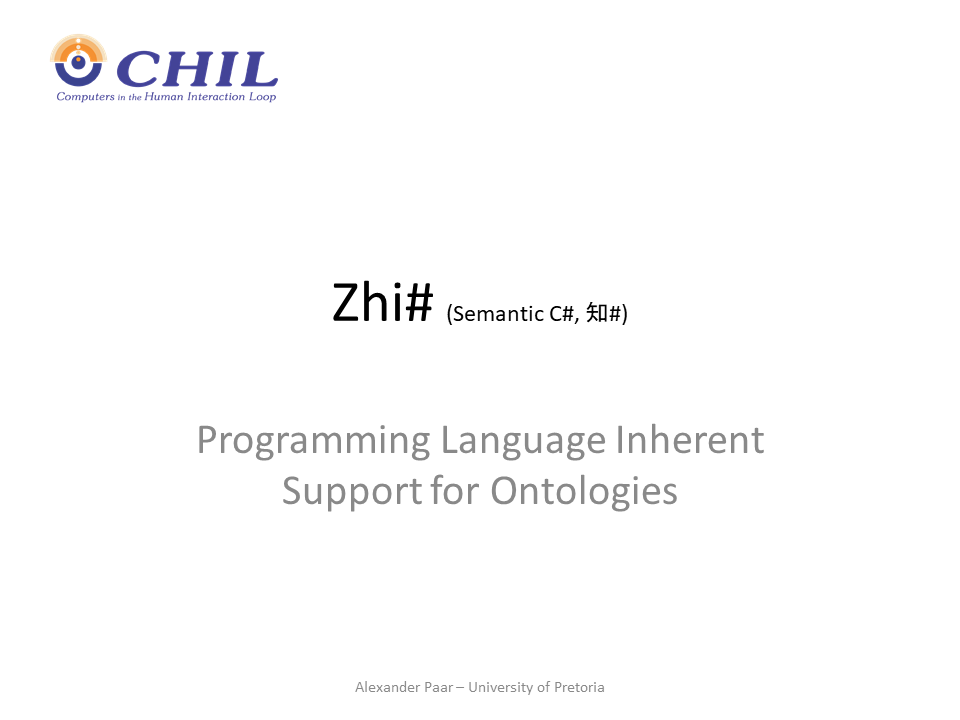 CHIL
Computers in the Human Interaction Loop
Zhi# (Semantic C#, 知#)
Programming Language Inherent
Support for Ontologies
Alexander Paar – University of Pretoria